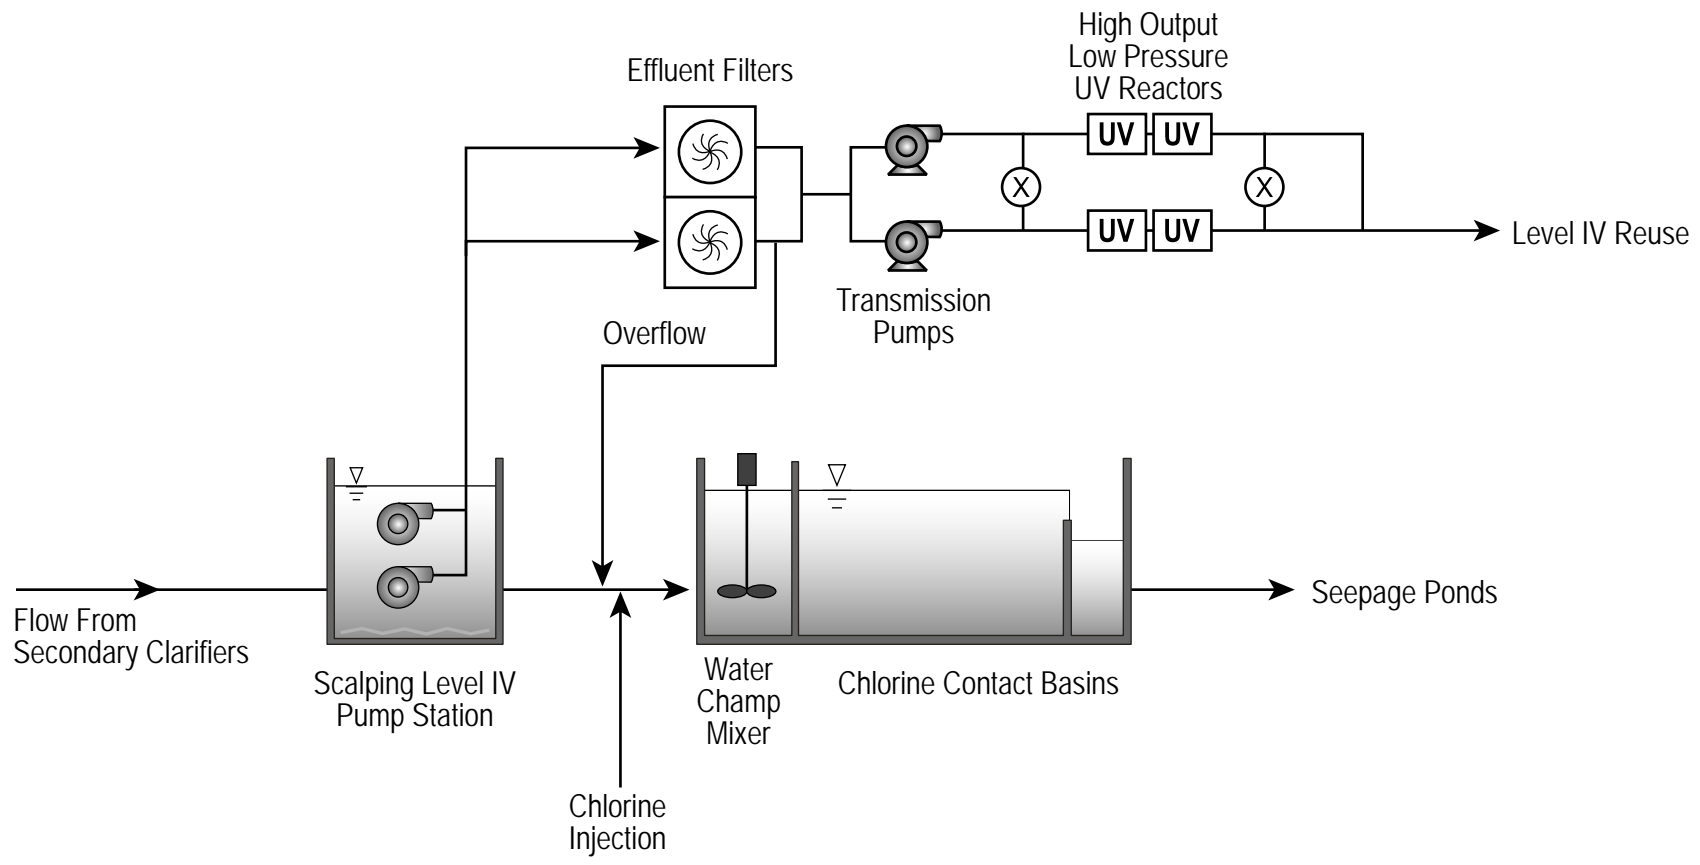 High Output
Low Pressure
UV Reactors
Effluent Filters
UV UV
X X
UV UV
Level IV Reuse
Transmission
Pumps
Overflow
Flow From
Secondary Clarifiers
Seepage Ponds
Scalping Level IV
Pump Station
Water
Champ
Mixer
Chlorine Contact Basins
Chlorine
Injection